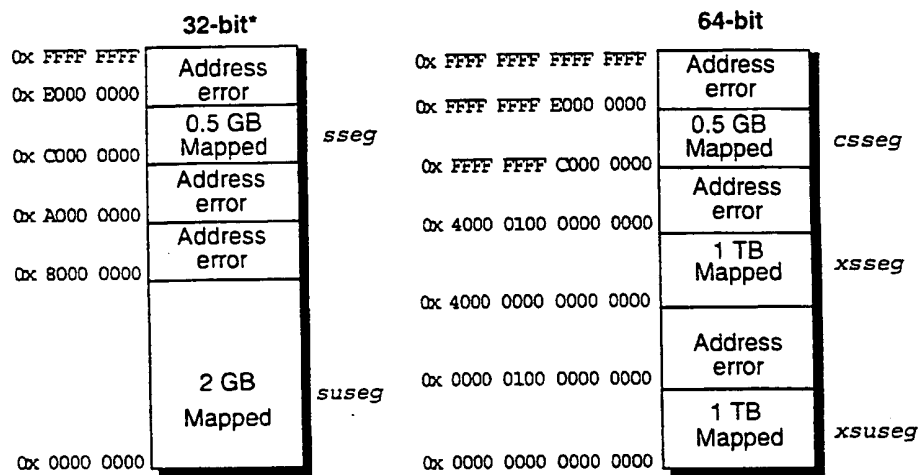 32-bit*
0x FFFF FFFF
Address
error
0x E000 0000
0.5 GB
Mapped
sseg
0x C000 0000
Address
error
0x A000 0000
Address
error
0x 8000 0000
2 GB
Mapped
suseg
0x 0000 0000
64-bit
0x FFFF FFFF FFFF FFFF
Address
error
0x FFFF FFFF E000 0000
0.5 GB
Mapped
csseg
0x FFFF FFFF C000 0000
Address
error
0x 4000 0100 0000 0000
1 TB
Mapped
xsseg
0x 4000 0000 0000 0000
Address
error
0x 0000 0100 0000 0000
1 TB
Mapped
xsuseg
0x 0000 0000 0000 0000